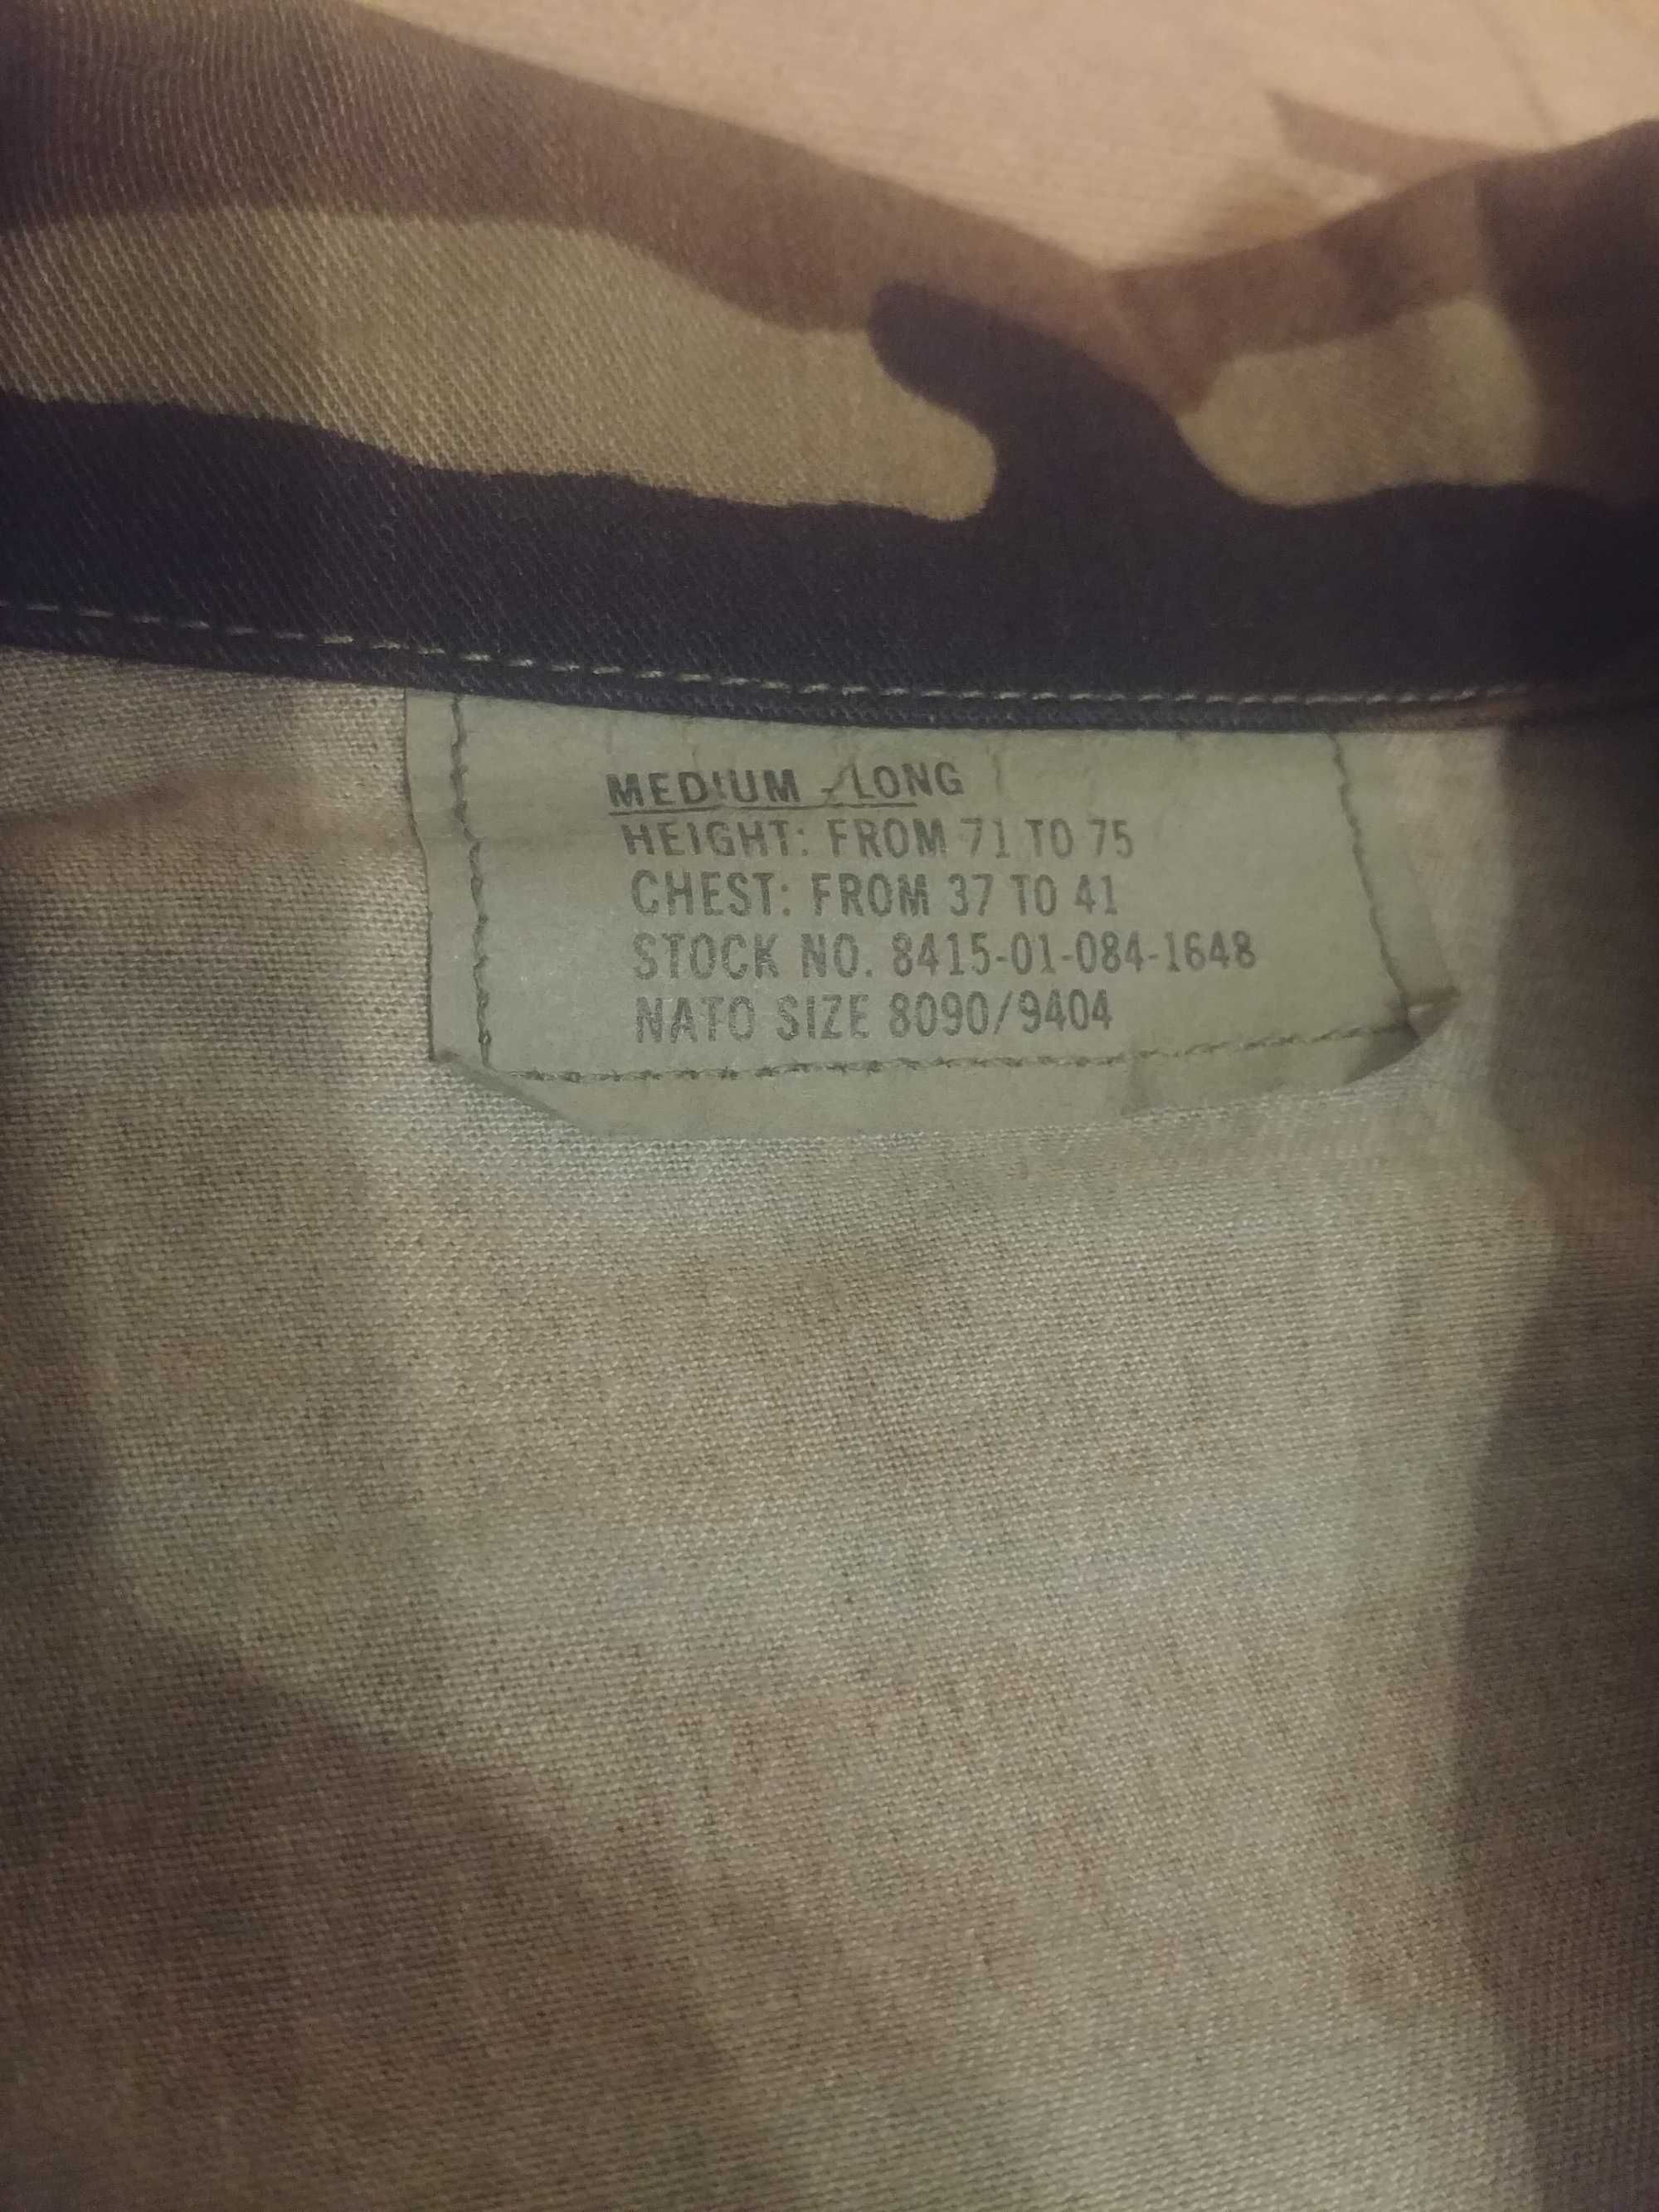 MEDIUM - LONG
HEIGHT: FROM 71 TO 75
CHEST: FROM 37 TO 41
STOCK NO. 8415-01-084-1648
NATO SIZE 8090/9404